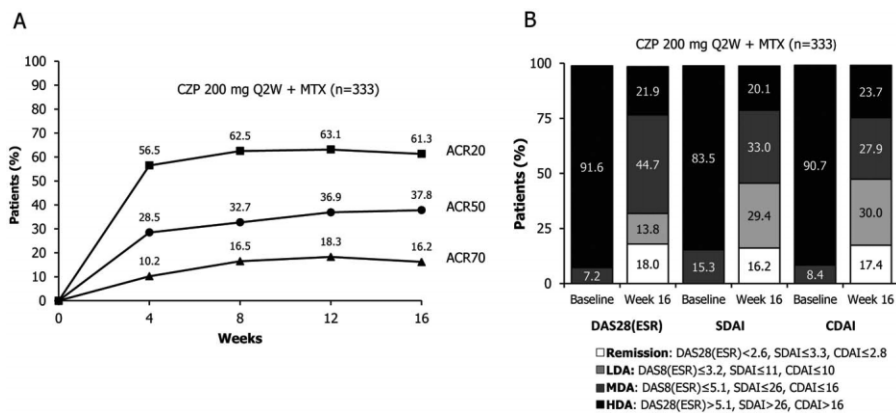 A
CZP 200 mg Q2W + MTX (n=333)
Patients (%)
100
90
80
70
60
50
40
30
20
10
0
56.5
62.5
63.1
61.3
ACR20
28.5
32.7
36.9
37.8
ACR50
10.2
16.5
18.3
16.2
ACR70
0 4 8 12 16
Weeks
B
CZP 200 mg Q2W + MTX (n=333)
Patients (%)
100
75
50
25
0
91.6
7.2
21.9
44.7
13.8
18.0
83.5
15.3
20.1
33.0
29.4
16.2
90.7
8.4
23.7
27.9
30.0
17.4
Baseline Week 16 Baseline Week 16 Baseline Week 16
DAS28(ESR) SDAI CDAI
Remission: DAS28(ESR)<2.6, SDAI≤3.3, CDAI≤2.8
LDA: DAS8(ESR)≤3.2, SDAI≤11, CDAI≤10
MDA: DAS8(ESR)≤5.1, SDAI≤26, CDAI≤16
HDA: DAS28(ESR)>5.1, SDAI>26, CDAI>16